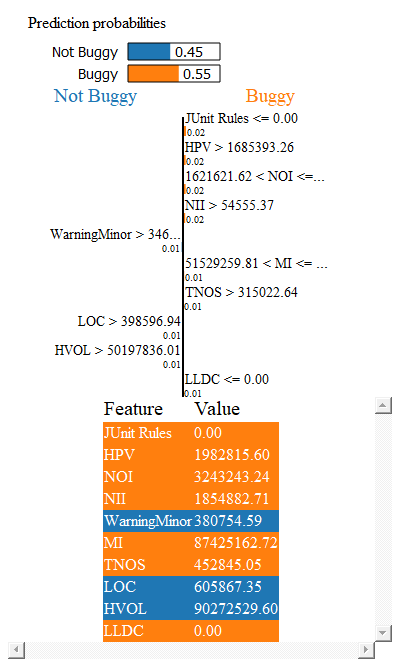 Prediction probabilities
Not Buggy 0.45
Buggy 0.55
Not Buggy Buggy
JUnit Rules <= 0.00
0.02
HPV > 1685393.26
0.02
1621621.62 < NOI <=...
0.02
NII > 54555.37
0.02
WarningMinor > 346...
0.01
51529259.81 < MI <= ...
0.01
TNOS > 315022.64
0.01
LOC > 398596.94
0.01
HVOL > 50197836.01
0.01
LLDC <= 0.00
0.01
Feature Value
JUnit Rules 0.00
HPV 1982815.60
NOI 3243243.24
NII 1854882.71
WarningMinor 380754.59
MI 87425162.72
TNOS 452845.05
LOC 605867.35
HVOL 90272529.60
LLDC 0.00